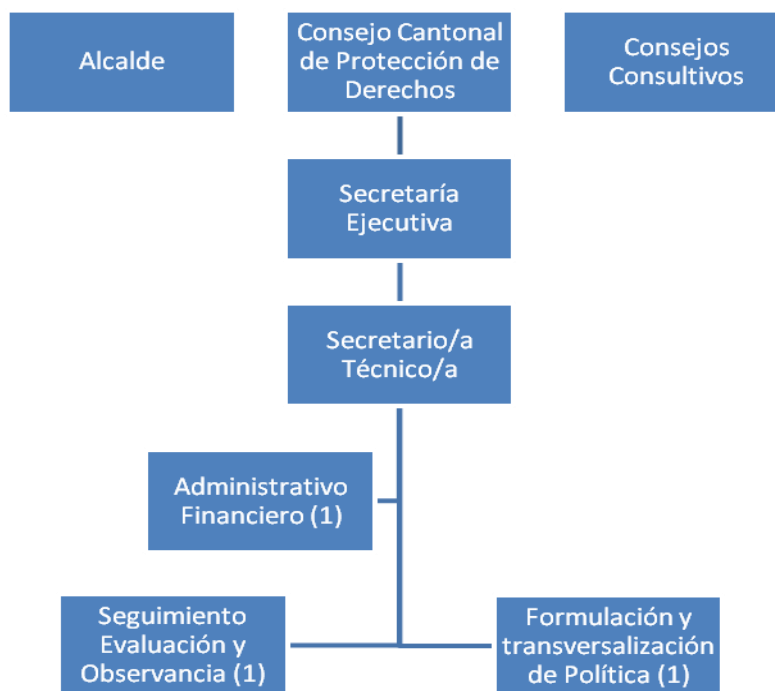 Alcalde
Consejo Cantonal
de Protección de
Derechos
Consejos
Consultivos
Secretaría
Ejecutiva
Secretario/a
Técnico/a
Administrativo
Financiero (1)
Seguimiento
Evaluación y
Observancia (1)
Formulación y
transversalización
de Política (1)